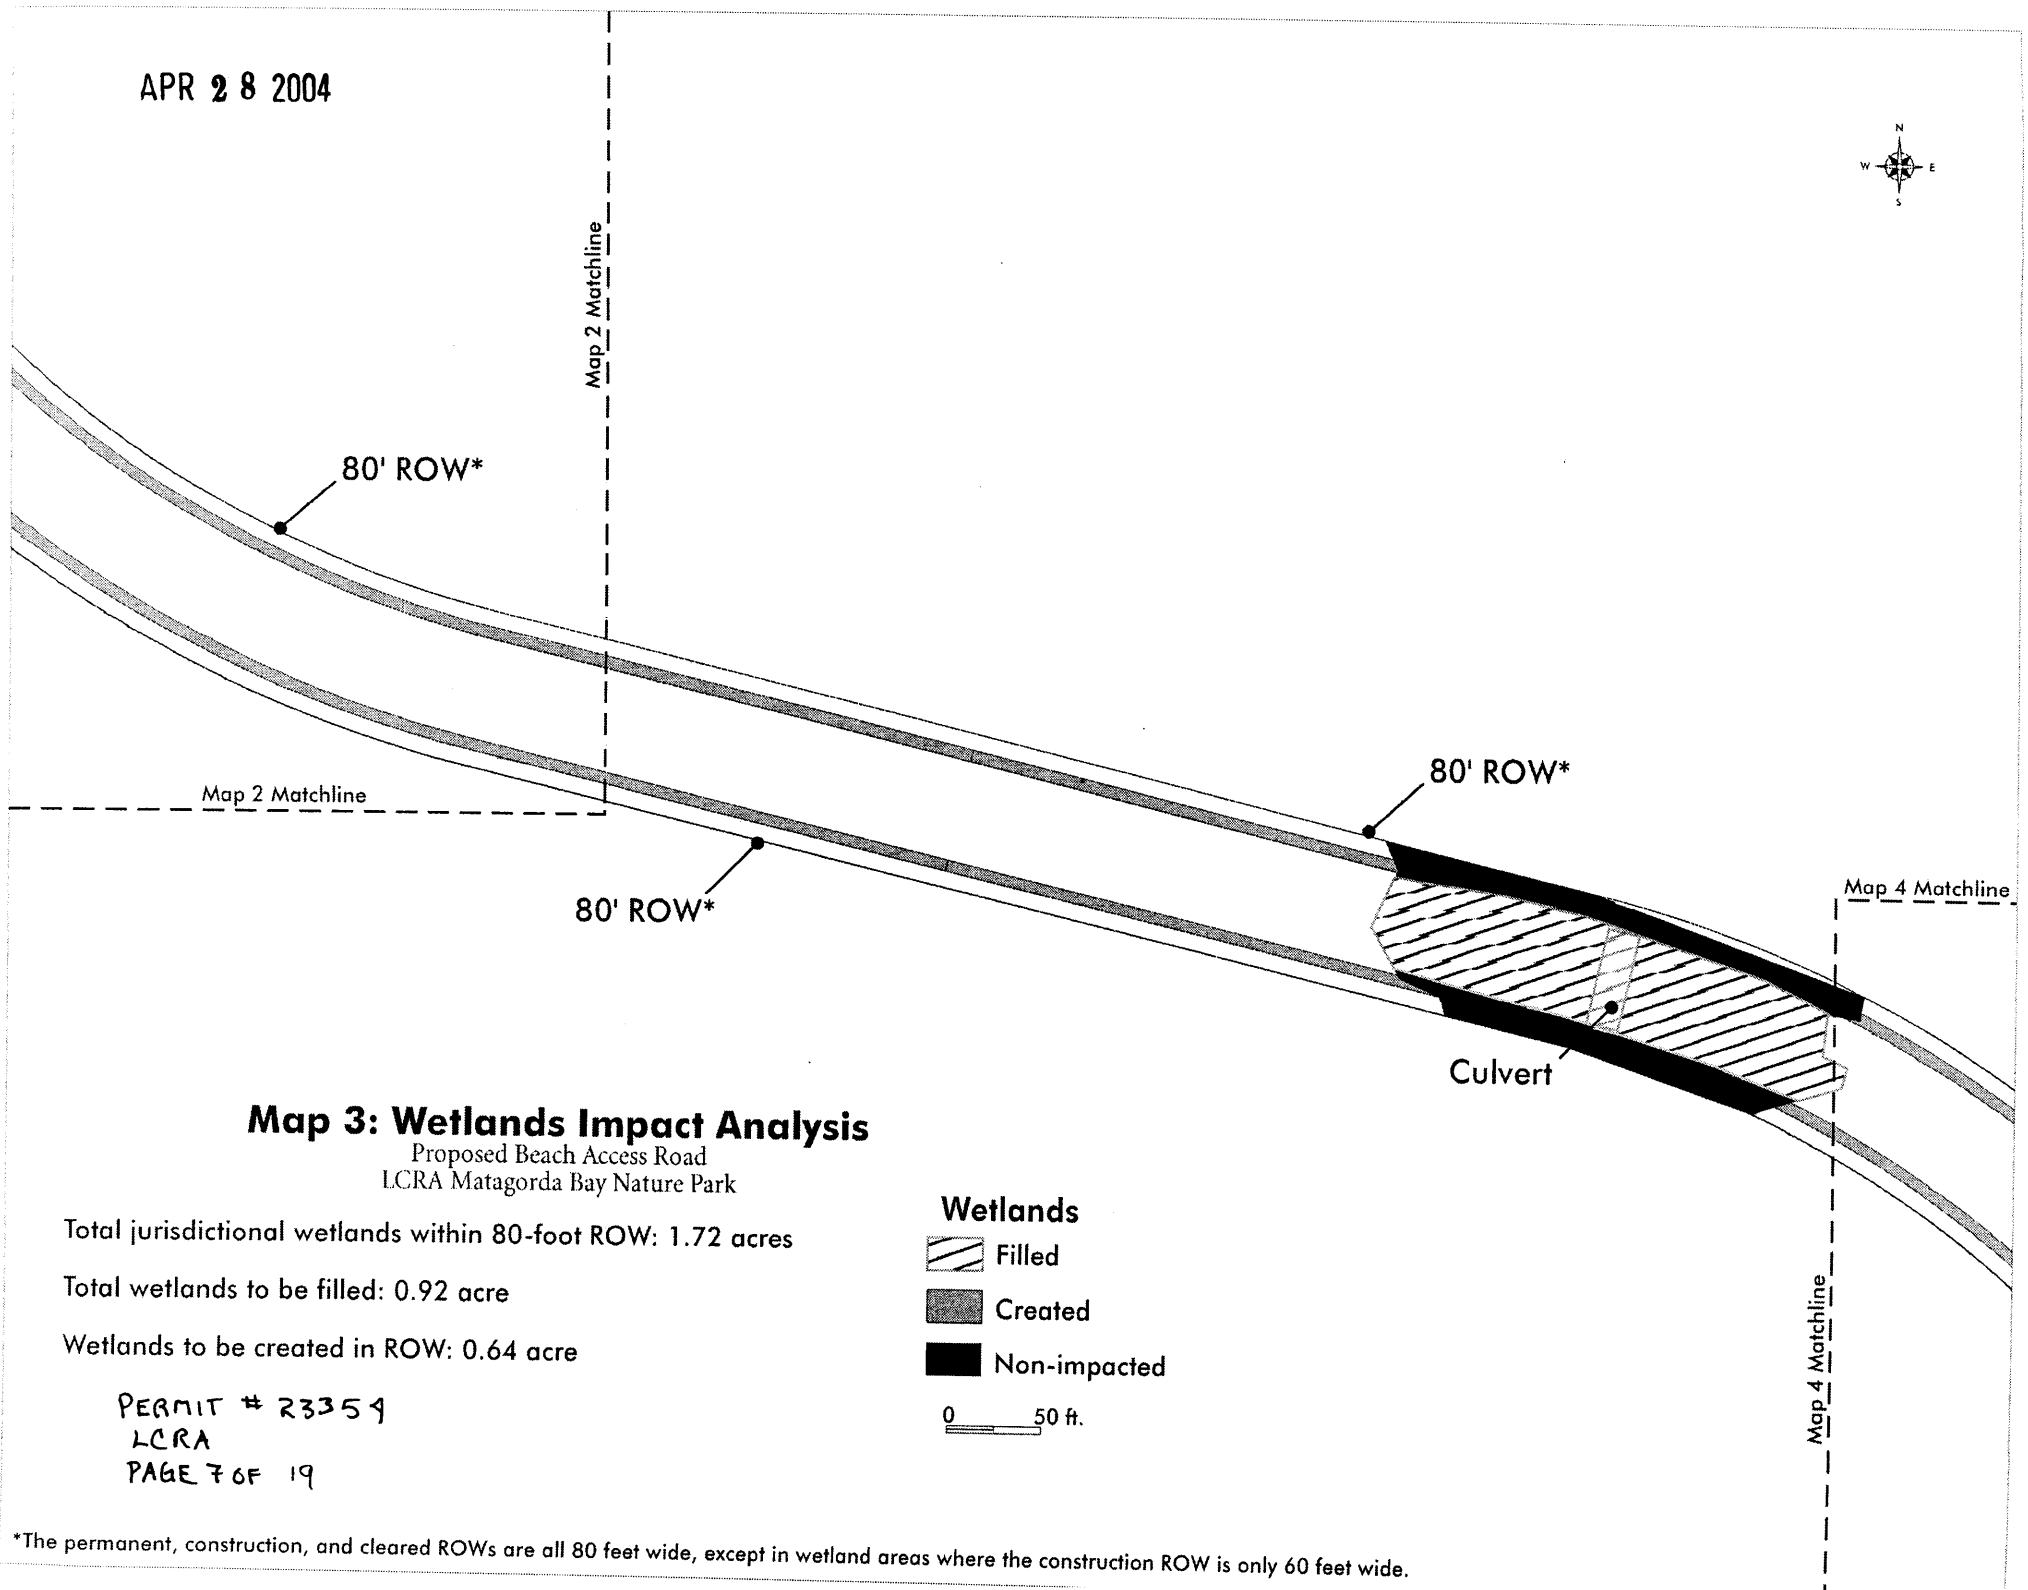 APR 28 2004
N
W E
S
Map 2 Matchline
80' ROW*
Map 2 Matchline
80' ROW*
80' ROW*
Map 4 Matchline
Culvert
Map 3: Wetlands Impact Analysis
Proposed Beach Access Road
LCRA Matagorda Bay Nature Park
Total jurisdictional wetlands within 80-foot ROW: 1.72 acres
Total wetlands to be filled: 0.92 acre
Wetlands to be created in ROW: 0.64 acre
Wetlands
Filled
Created
Non-impacted
0 50 ft.
Map 4 Matchline
PERMIT # 23354
LCRA
PAGE 7 OF 19
*The permanent, construction, and cleared ROWs are all 80 feet wide, except in wetland areas where the construction ROW is only 60 feet wide.